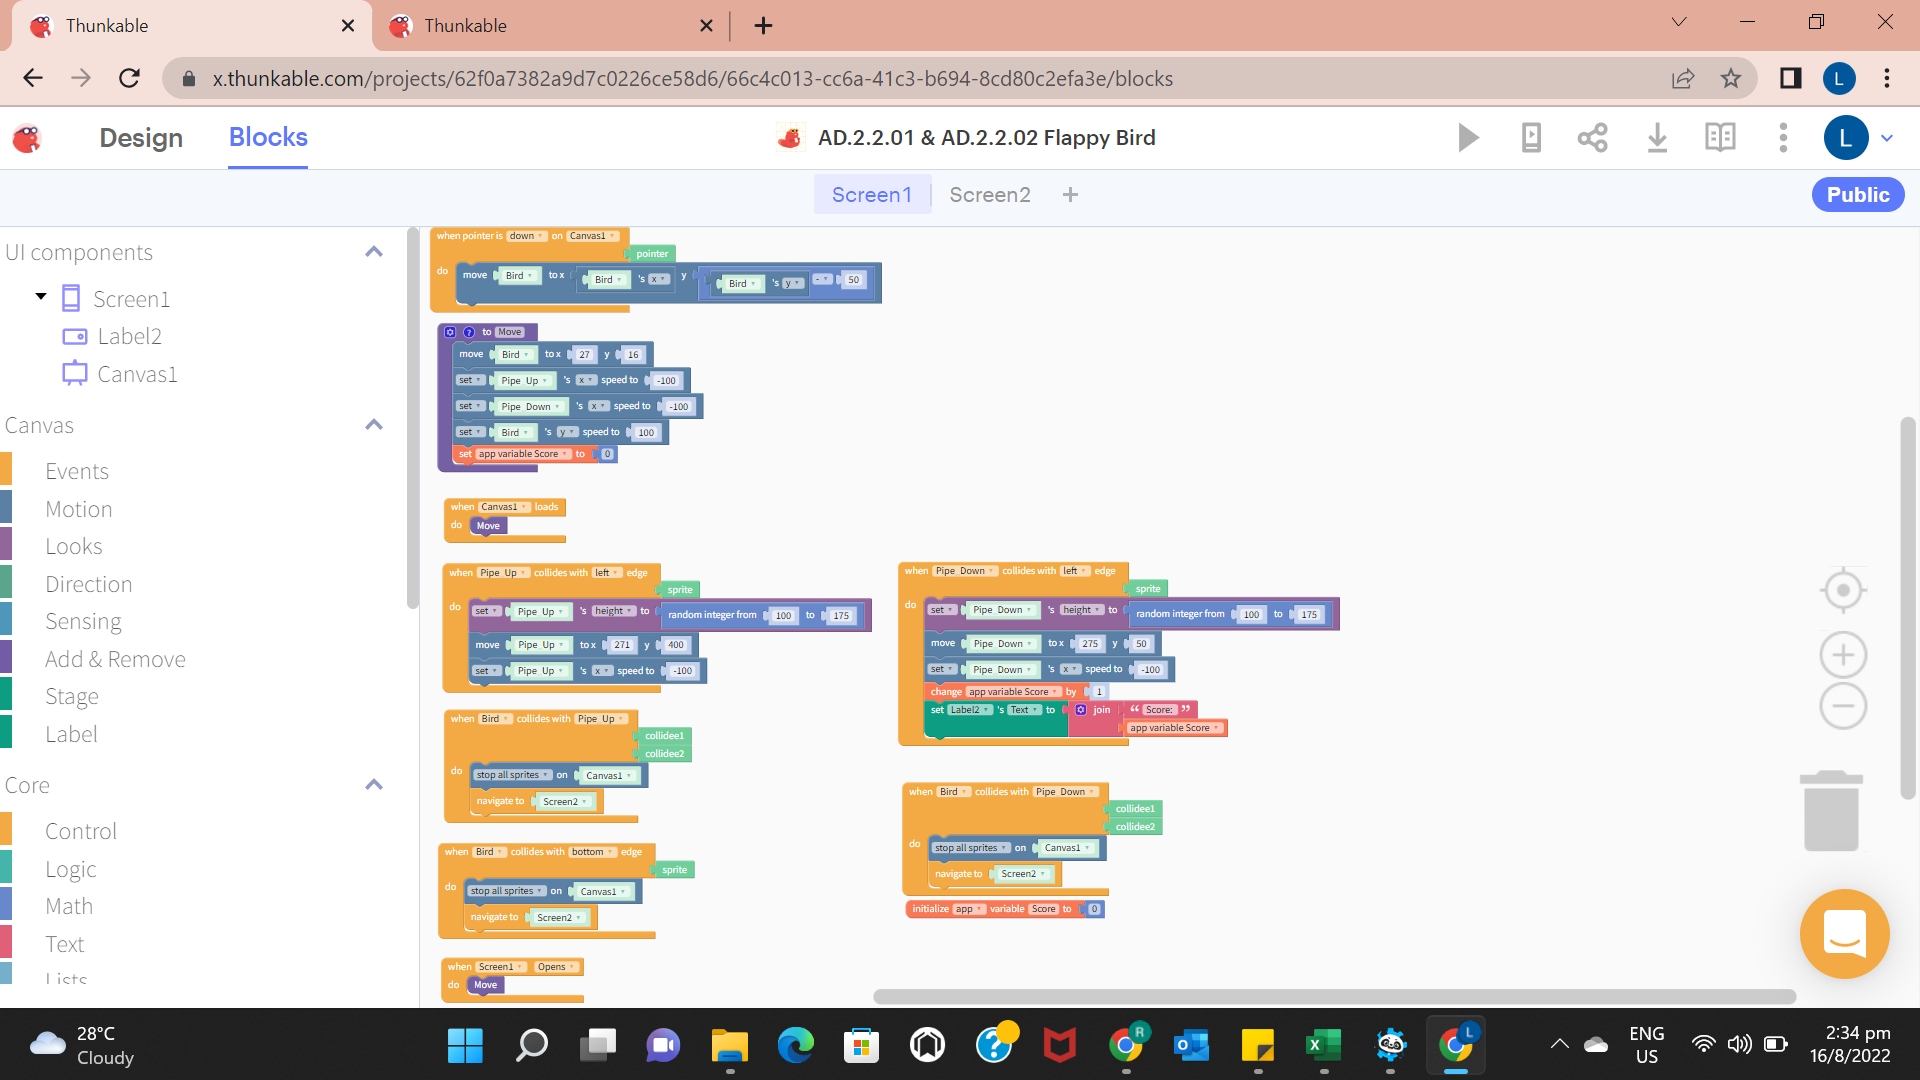 Thunkable
Thunkable
x.thunkable.com/projects/62f0a7382a9d7c0226ce58d6/66c4c013-cc6a-41c3-b694-8cd80c2efa3e/blocks
L
Design
Blocks
AD.2.2.01 & AD.2.2.02 Flappy Bird
L
Screen1
Screen2
+
Public
UI components
Screen1
Label2
Canvas1
Canvas
Events
Motion
Looks
Direction
Sensing
Add & Remove
Stage
Label
Core
Control
Logic
Math
Text
Lists
when pointer is down on Canvas1
pointer
do move Bird to x Bird 's x y Bird 's y - 50
? to Move
move Bird to x 27 y 16
set Pipe Up 's x speed to -100
set Pipe Down 's x speed to -100
set Bird 's y speed to 100
set app variable Score to 0
when Canvas1 loads
do Move
when Pipe Up collides with left edge
sprite
do set Pipe Up 's height to random integer from 100 to 175
move Pipe Up to x 271 y 400
set Pipe Up 's x speed to -100
when Bird collides with Pipe Up
collidee1
collidee2
do stop all sprites on Canvas1
navigate to Screen2
when Bird collides with bottom edge
sprite
do stop all sprites on Canvas1
navigate to Screen2
when Screen1 Opens
do Move
when Pipe Down collides with left edge
sprite
do set Pipe Down 's height to random integer from 100 to 175
move Pipe Down to x 275 y 50
set Pipe Down 's x speed to -100
change app variable Score by 1
set Label2 's Text to join “ Score: ”
app variable Score
when Bird collides with Pipe Down
collidee1
collidee2
do stop all sprites on Canvas1
navigate to Screen2
initialize app variable Score to 0
28°C
Cloudy
R
L
ENG
US
2:34 pm
16/8/2022